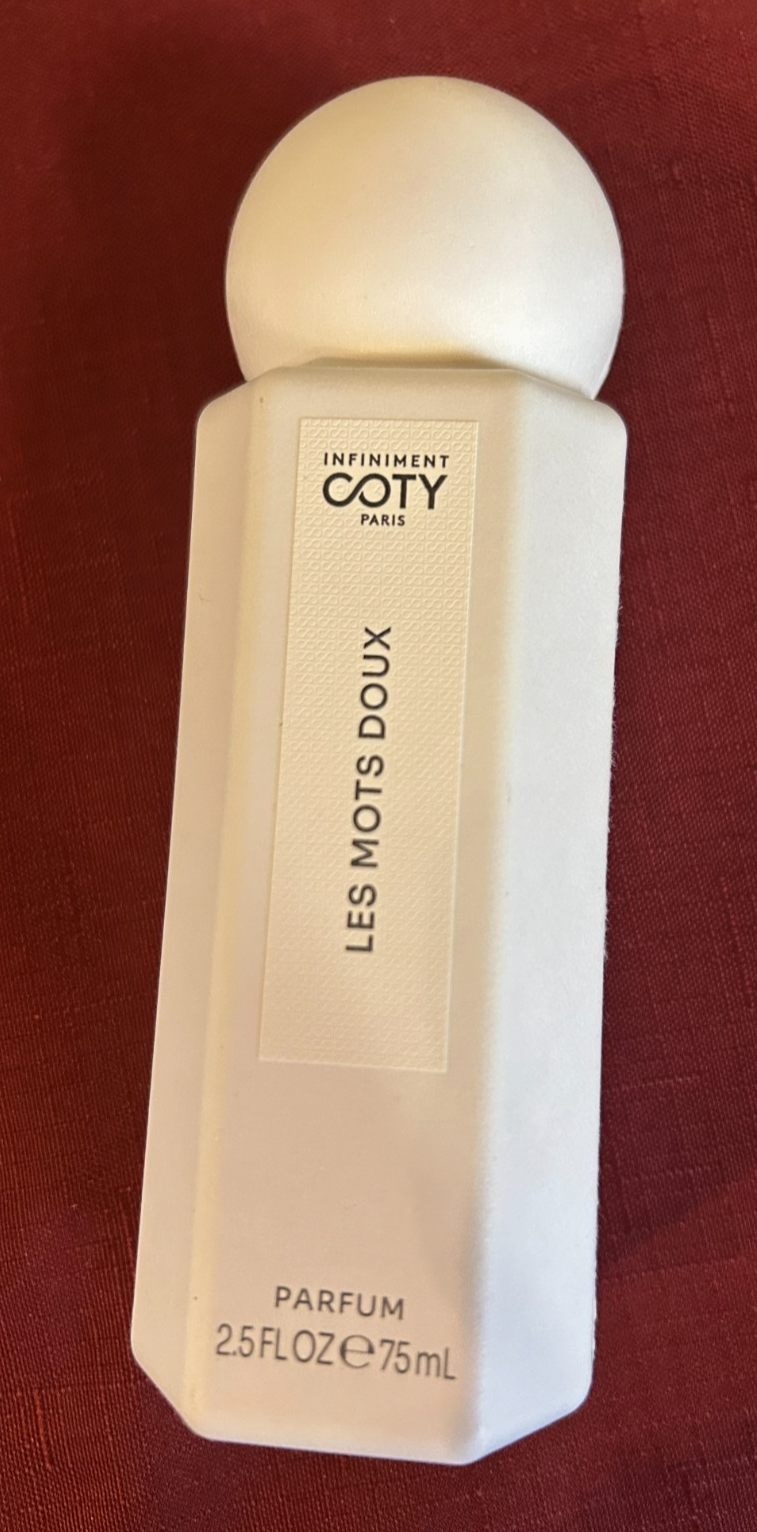 INFINIMENT
COTY
PARIS
LES MOTS DOUX
PARFUM
2.5 FL OZ ℮ 75 mL